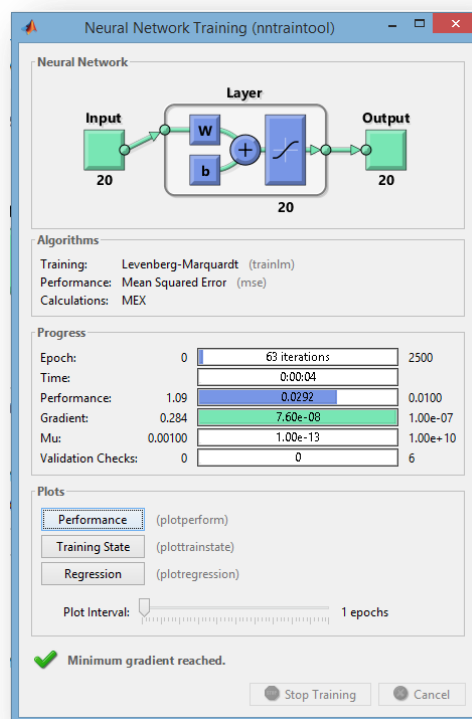 Neural Network Training (nntraintool)
Neural Network
Layer
Input
Output
W
b
+
20
20
20
Algorithms
Training: Levenberg-Marquardt (trainlm)
Performance: Mean Squared Error (mse)
Calculations: MEX
Progress
Epoch: 0 63 iterations 2500
Time: 0:00:04
Performance: 1.09 0.0292 0.0100
Gradient: 0.284 7.60e-08 1.00e-07
Mu: 0.00100 1.00e-13 1.00e+10
Validation Checks: 0 0 6
Plots
Performance (plotperform)
Training State (plottrainstate)
Regression (plotregression)
Plot Interval: 1 epochs
Minimum gradient reached.
Stop Training Cancel